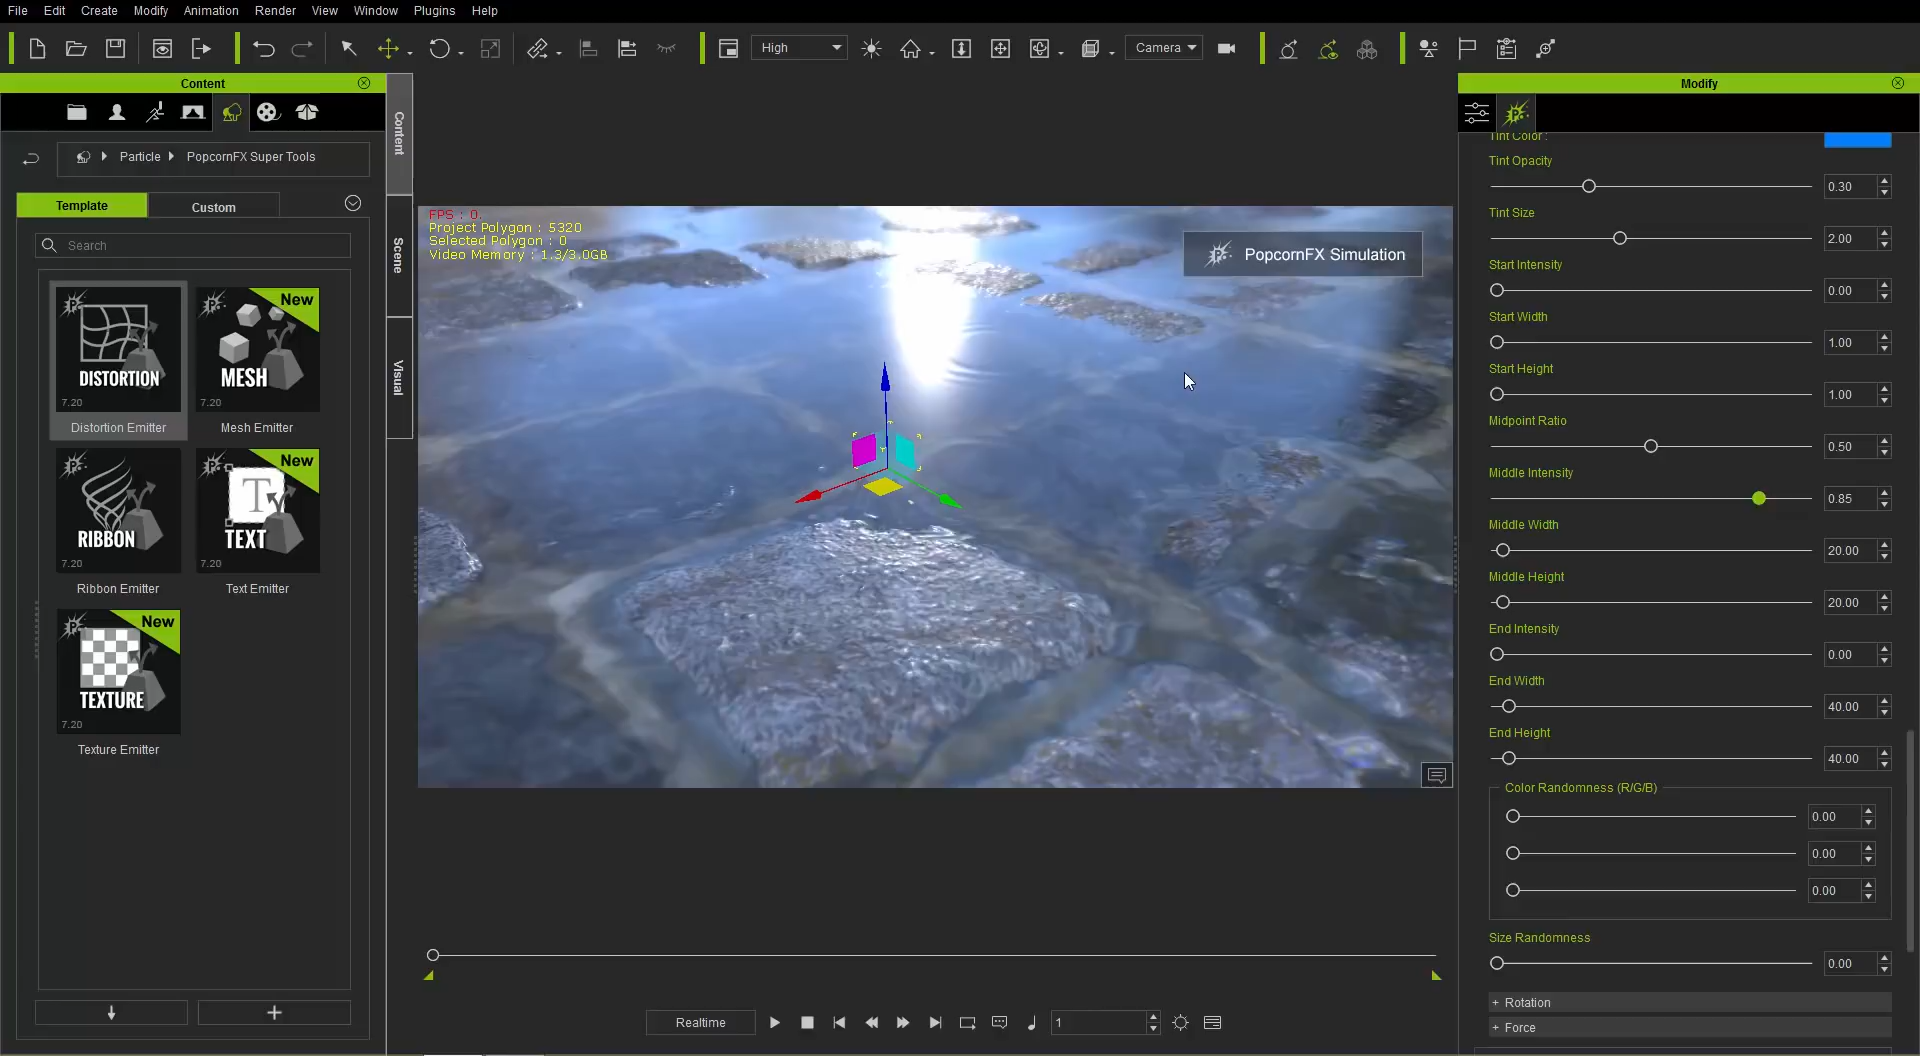 File Edit Create Modify Animation Render View Window Plugins Help
High
Camera
Content
Particle
PopcornFX Super Tools
Template
Custom
Search
DISTORTION
7.20
Distortion Emitter
New
MESH
7.20
Mesh Emitter
RIBBON
7.20
Ribbon Emitter
New
T
TEXT
7.20
Text Emitter
New
TEXTURE
7.20
Texture Emitter
Content
Scene
Visual
FPS : 0.
Project Polygon : 5320
Selected Polygon : 0
Video Memory : 1.3/3.0GB
PopcornFX Simulation
Realtime
1
Modify
Tint Color :
Tint Opacity
0.30
Tint Size
2.00
Start Intensity
0.00
Start Width
1.00
Start Height
1.00
Midpoint Ratio
0.50
Middle Intensity
0.85
Middle Width
20.00
Middle Height
20.00
End Intensity
0.00
End Width
40.00
End Height
40.00
Color Randomness (R/G/B)
0.00
0.00
0.00
Size Randomness
0.00
+ Rotation
+ Force